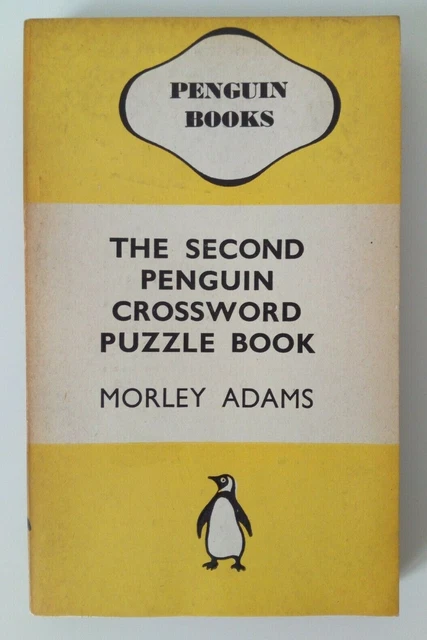 PENGUIN
BOOKS
THE SECOND
PENGUIN
CROSSWORD
PUZZLE BOOK
MORLEY ADAMS